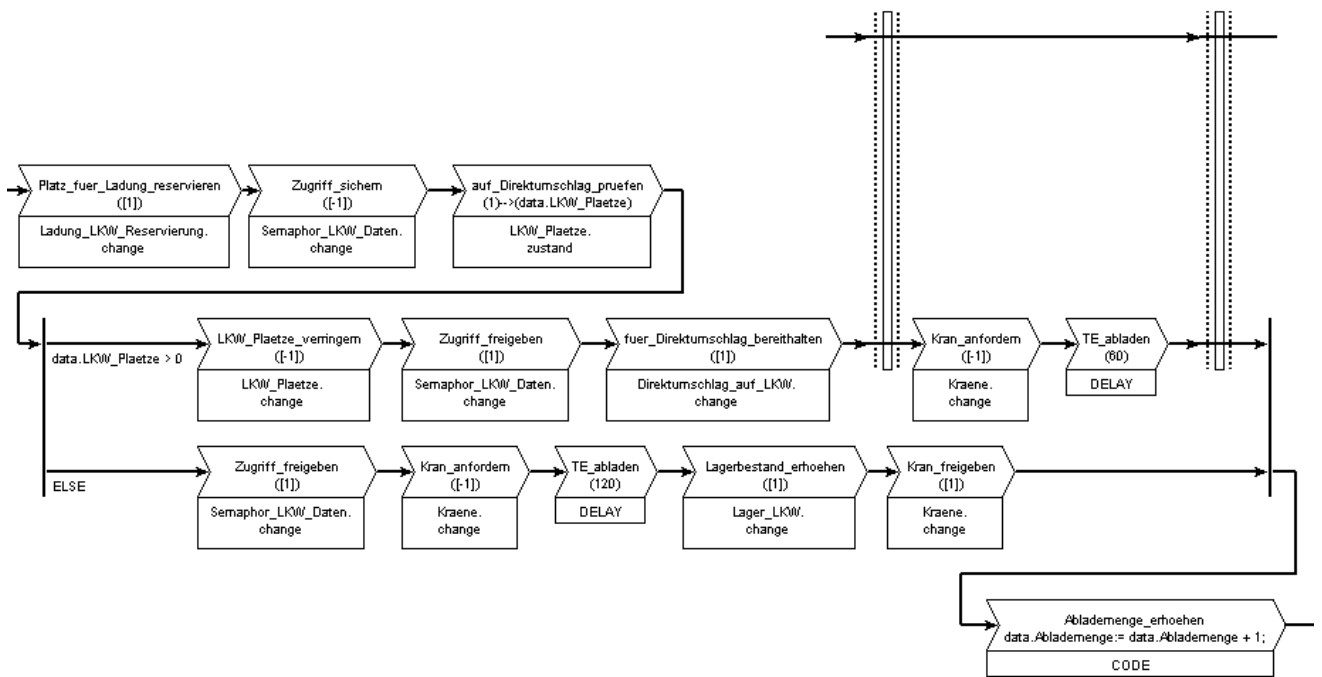 Platz_fuer_Ladung_reservieren
([1])
Ladung_LKW_Reservierung.
change
Zugriff_sichern
([-1])
Semaphor_LKW_Daten.
change
auf_Direktumschlag_pruefen
(1)-->(data.LKW_Plaetze)
LKW_Plaetze.
zustand
data.LKW_Plaetze > 0
LKW_Plaetze_verringern
([-1])
LKW_Plaetze.
change
Zugriff_freigeben
([1])
Semaphor_LKW_Daten.
change
fuer_Direktumschlag_bereithalten
([1])
Direktumschlag_auf_LKW.
change
Kran_anfordern
([-1])
Kraene.
change
TE_abladen
(60)
DELAY
ELSE
Zugriff_freigeben
([1])
Semaphor_LKW_Daten.
change
Kran_anfordern
([-1])
Kraene.
change
TE_abladen
(120)
DELAY
Lagerbestand_erhoehen
([1])
Lager_LKW.
change
Kran_freigeben
([1])
Kraene.
change
Ablademenge_erhoehen
data.Ablademenge:= data.Ablademenge + 1;
CODE